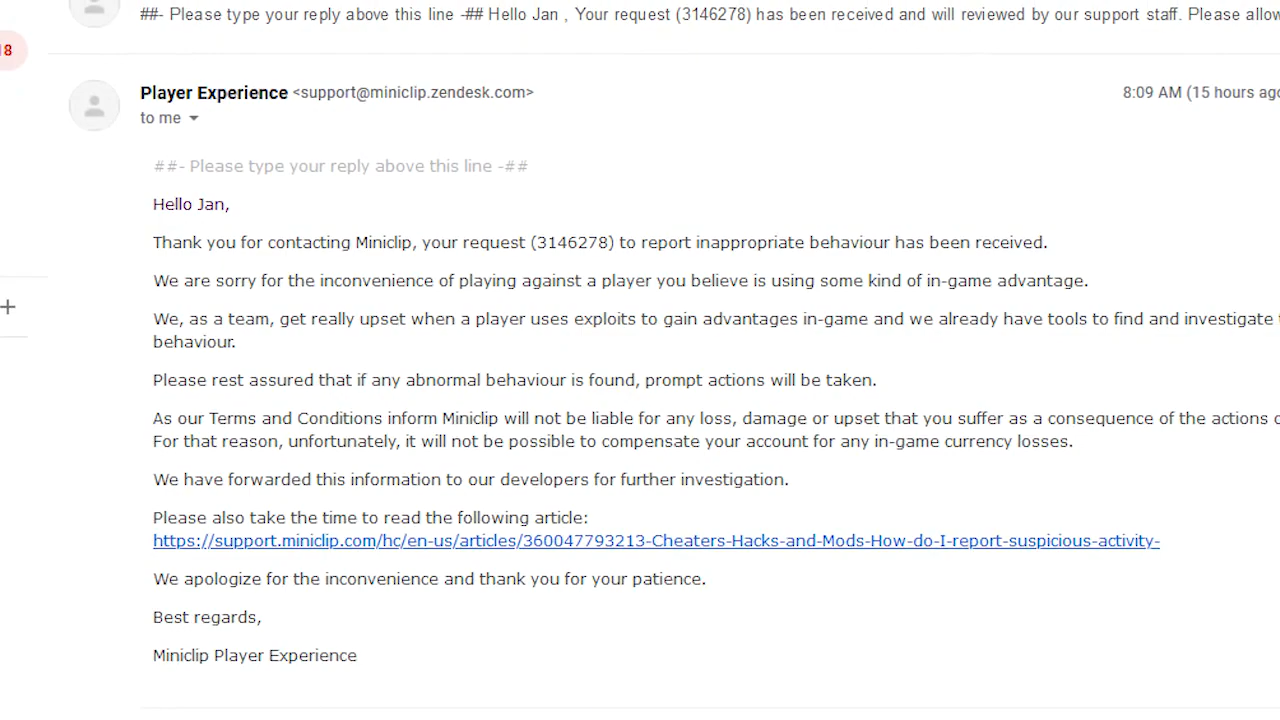 ##- Please type your reply above this line -## Hello Jan , Your request (3146278) has been received and will reviewed by our support staff. Please allow
18
Player Experience <support@miniclip.zendesk.com>
8:09 AM (15 hours ago
to me
##- Please type your reply above this line -##
Hello Jan,
Thank you for contacting Miniclip, your request (3146278) to report inappropriate behaviour has been received.
We are sorry for the inconvenience of playing against a player you believe is using some kind of in-game advantage.
We, as a team, get really upset when a player uses exploits to gain advantages in-game and we already have tools to find and investigate
behaviour.
Please rest assured that if any abnormal behaviour is found, prompt actions will be taken.
As our Terms and Conditions inform Miniclip will not be liable for any loss, damage or upset that you suffer as a consequence of the actions
For that reason, unfortunately, it will not be possible to compensate your account for any in-game currency losses.
We have forwarded this information to our developers for further investigation.
Please also take the time to read the following article:
https://support.miniclip.com/hc/en-us/articles/360047793213-Cheaters-Hacks-and-Mods-How-do-I-report-suspicious-activity-
We apologize for the inconvenience and thank you for your patience.
Best regards,
Miniclip Player Experience